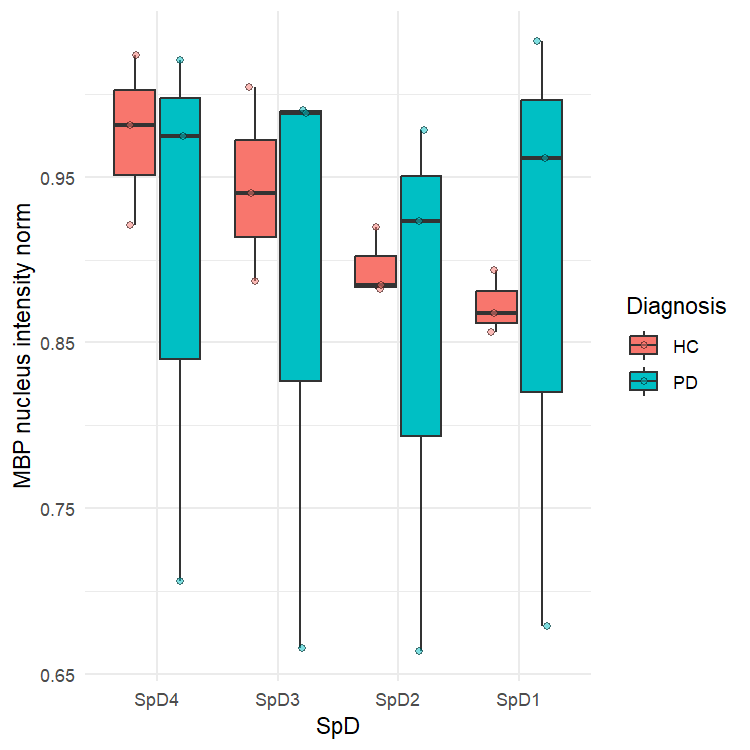 MBP nucleus intensity norm
0.95
0.85
0.75
0.65
SpD4 SpD3 SpD2 SpD1
SpD
Diagnosis
HC
PD